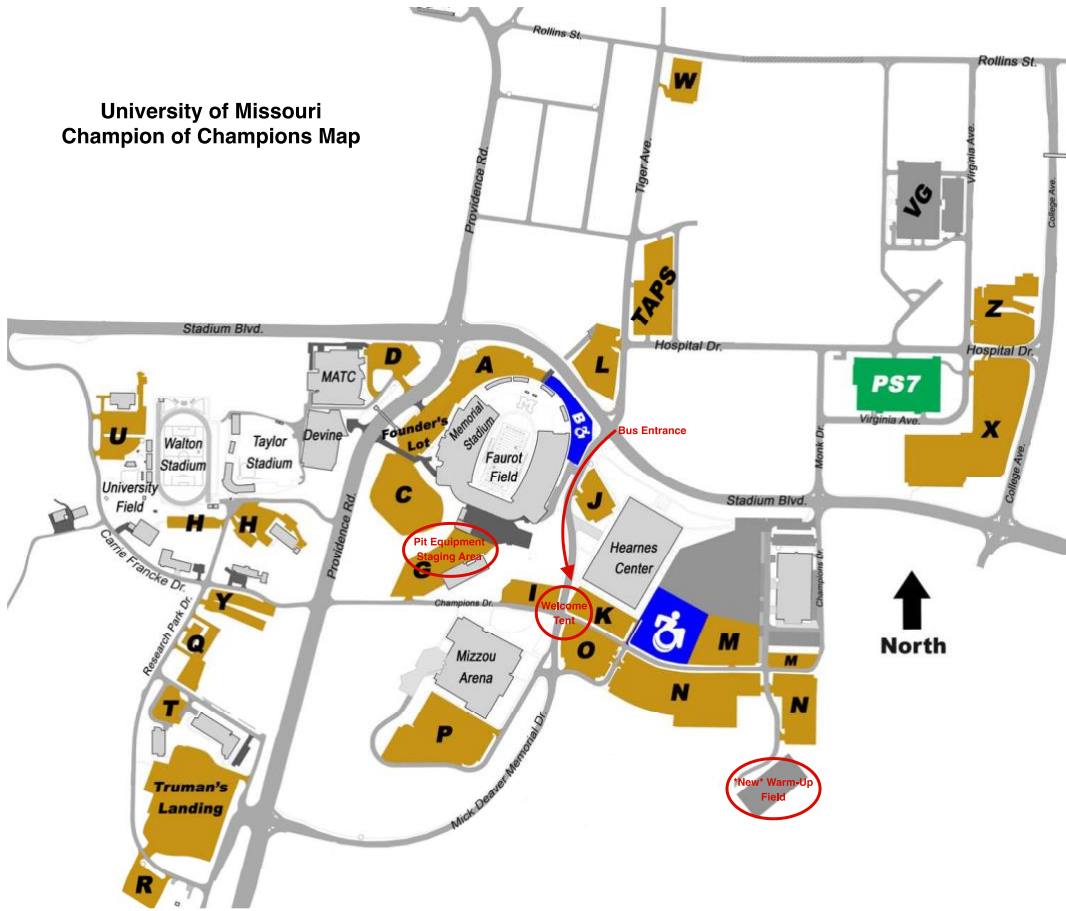 Rollins St.
Rollins St.
University of Missouri
Champion of Champions Map
W
Providence Rd.
Tiger Ave.
VG
Virginia Ave.
College Ave.
TAPS
Z
Stadium Blvd.
Hospital Dr.
Hospital Dr.
D
A
L
MATC
M
PS7
B
Virginia Ave.
X
U
Walton
Stadium
Taylor
Stadium
Devine
Founder's
Lot
Memorial
Stadium
Faurot
Field
Bus Entrance
Monk Dr.
College Ave.
University
Field
C
J
Stadium Blvd.
Providence Rd.
H
H
Pit Equipment
Staging Area
G
Hearnes
Center
Carrie Francke Dr.
Champions Dr.
Y
Champions Dr.
I
Welcome
Tent
K
North
Research Park Dr.
Q
Mizzou
Arena
O
M
M
T
P
N
N
Mick Deaver Memorial Dr.
*New* Warm-Up
Field
Truman's
Landing
R